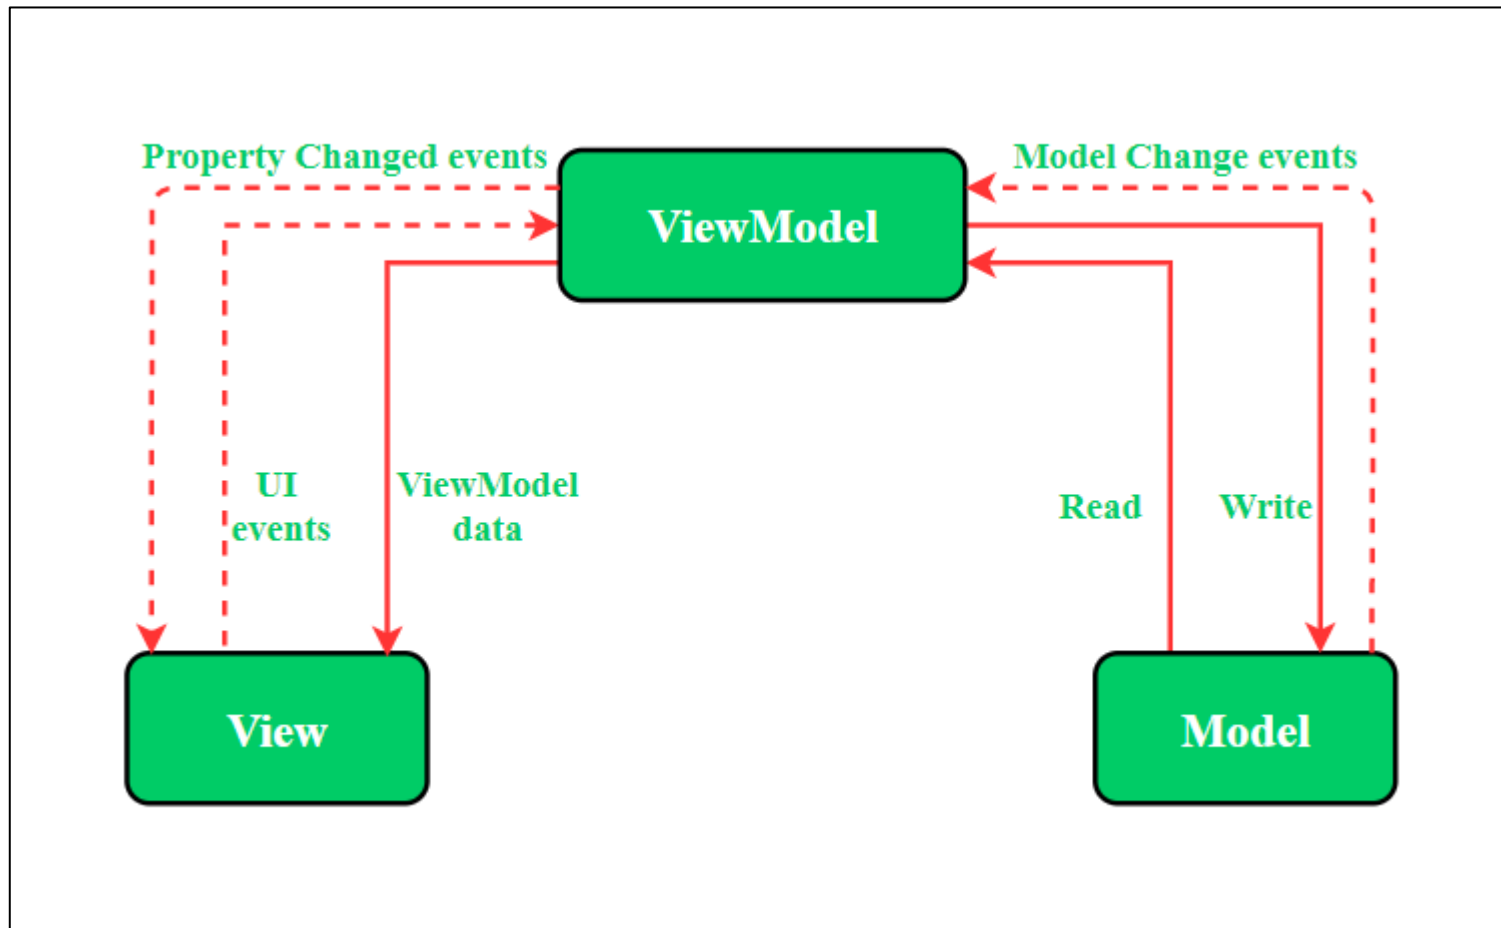 Property Changed events
Model Change events
ViewModel
UI
events
ViewModel
data
Read
Write
View
Model